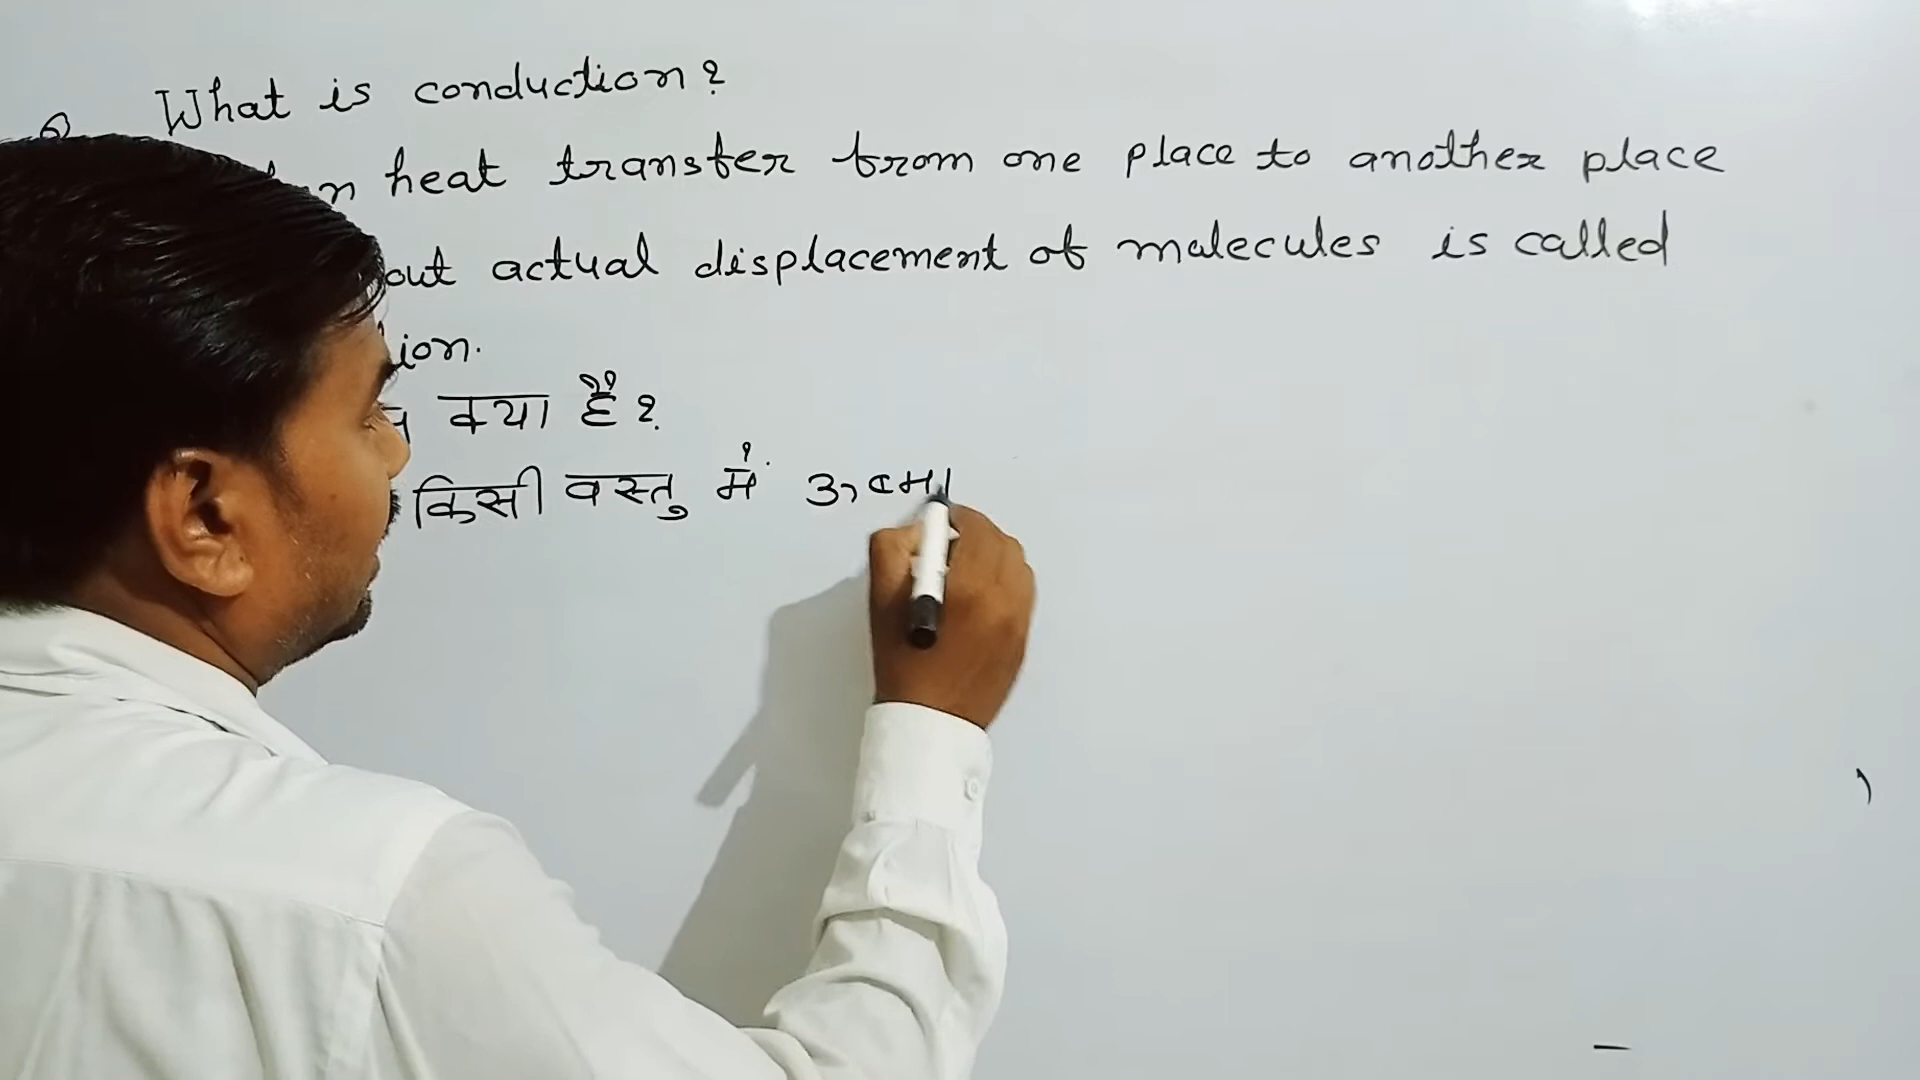 What is conduction?
heat transfer from one place to another place
out actual displacement of molecules is called
ion.
क्या है?
किसी वस्तु में